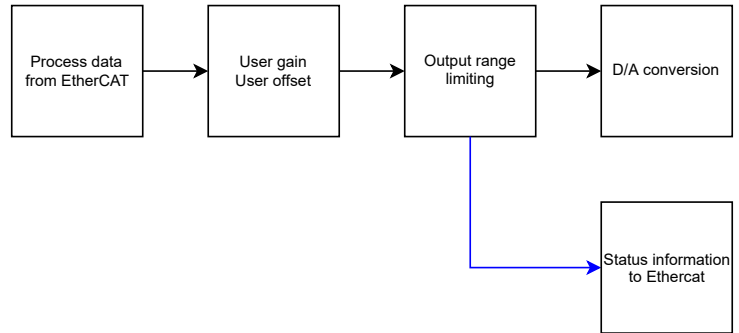 Process data
from EtherCAT
User gain
User offset
Output range
limiting
D/A conversion
Status information
to Ethercat